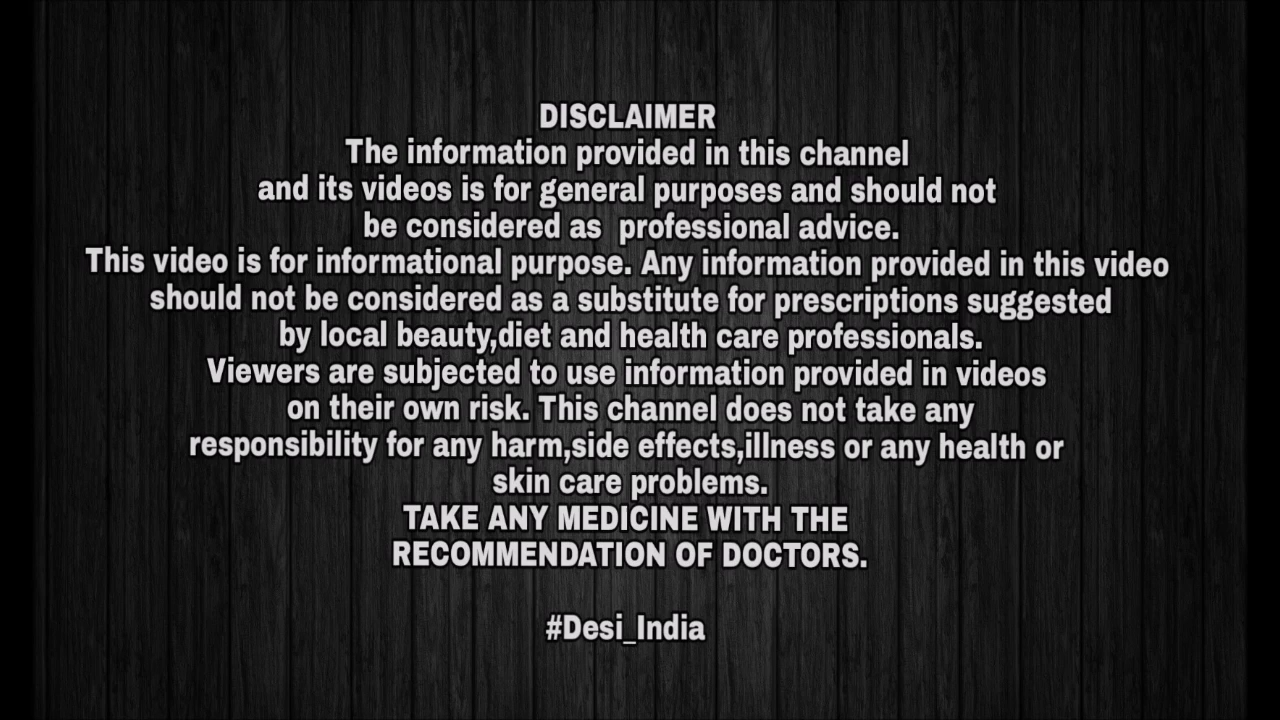 DISCLAIMER
The information provided in this channel
and its videos is for general purposes and should not
be considered as  professional advice.
This video is for informational purpose. Any information provided in this video
should not be considered as a substitute for prescriptions suggested
by local beauty,diet and health care professionals.
Viewers are subjected to use information provided in videos
on their own risk. This channel does not take any
responsibility for any harm,side effects,illness or any health or
skin care problems.
TAKE ANY MEDICINE WITH THE
RECOMMENDATION OF DOCTORS.
#Desi_India